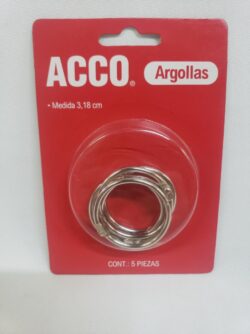 ACCO® Argollas
• Medida 3,18 cm
CONT.: 5 PIEZAS